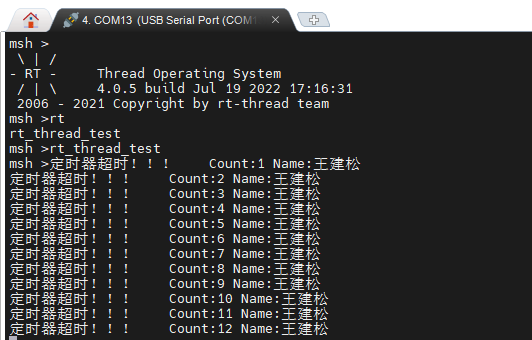 4. COM13 (USB Serial Port (COM1
msh >
\ | /
- RT - Thread Operating System
/ | \ 4.0.5 build Jul 19 2022 17:16:31
2006 - 2021 Copyright by rt-thread team
msh >rt
rt_thread_test
msh >rt_thread_test
msh >定时器超时！！！ Count:1 Name:王建松
定时器超时！！！ Count:2 Name:王建松
定时器超时！！！ Count:3 Name:王建松
定时器超时！！！ Count:4 Name:王建松
定时器超时！！！ Count:5 Name:王建松
定时器超时！！！ Count:6 Name:王建松
定时器超时！！！ Count:7 Name:王建松
定时器超时！！！ Count:8 Name:王建松
定时器超时！！！ Count:9 Name:王建松
定时器超时！！！ Count:10 Name:王建松
定时器超时！！！ Count:11 Name:王建松
定时器超时！！！ Count:12 Name:王建松